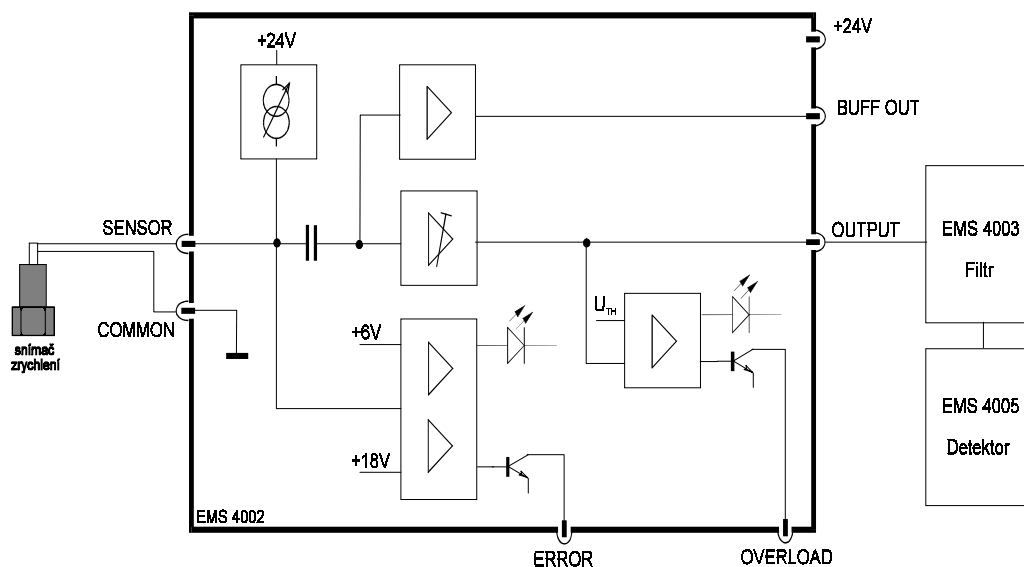 +24V
+24V
BUFF OUT
SENSOR
OUTPUT
EMS 4003
Filtr
COMMON
snímač
zrychlení
+6V
UTH
+18V
EMS 4005
Detektor
EMS 4002
ERROR
OVERLOAD